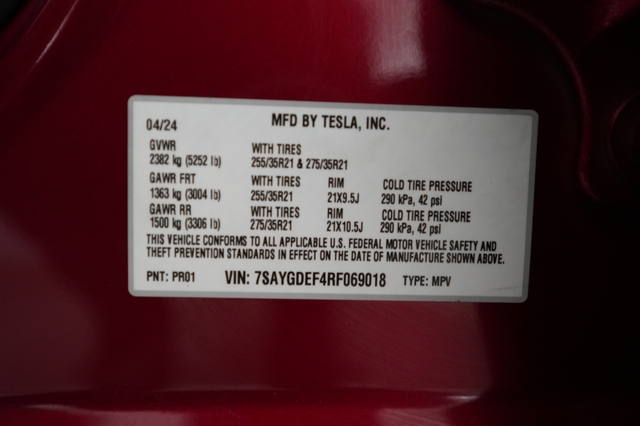 04/24 MFD BY TESLA, INC.
GVWR WITH TIRES
2382 kg (5252 lb) 255/35R21 & 275/35R21
GAWR FRT WITH TIRES RIM COLD TIRE PRESSURE
1363 kg (3004 lb) 255/35R21 21X9.5J 290 kPa, 42 psi
GAWR RR WITH TIRES RIM COLD TIRE PRESSURE
1500 kg (3306 lb) 275/35R21 21X10.5J 290 kPa, 42 psi
THIS VEHICLE CONFORMS TO ALL APPLICABLE U.S. FEDERAL MOTOR VEHICLE SAFETY AND
THEFT PREVENTION STANDARDS IN EFFECT ON THE DATE OF MANUFACTURE SHOWN ABOVE.
PNT: PR01 VIN: 7SAYGDEF4RF069018 TYPE: MPV